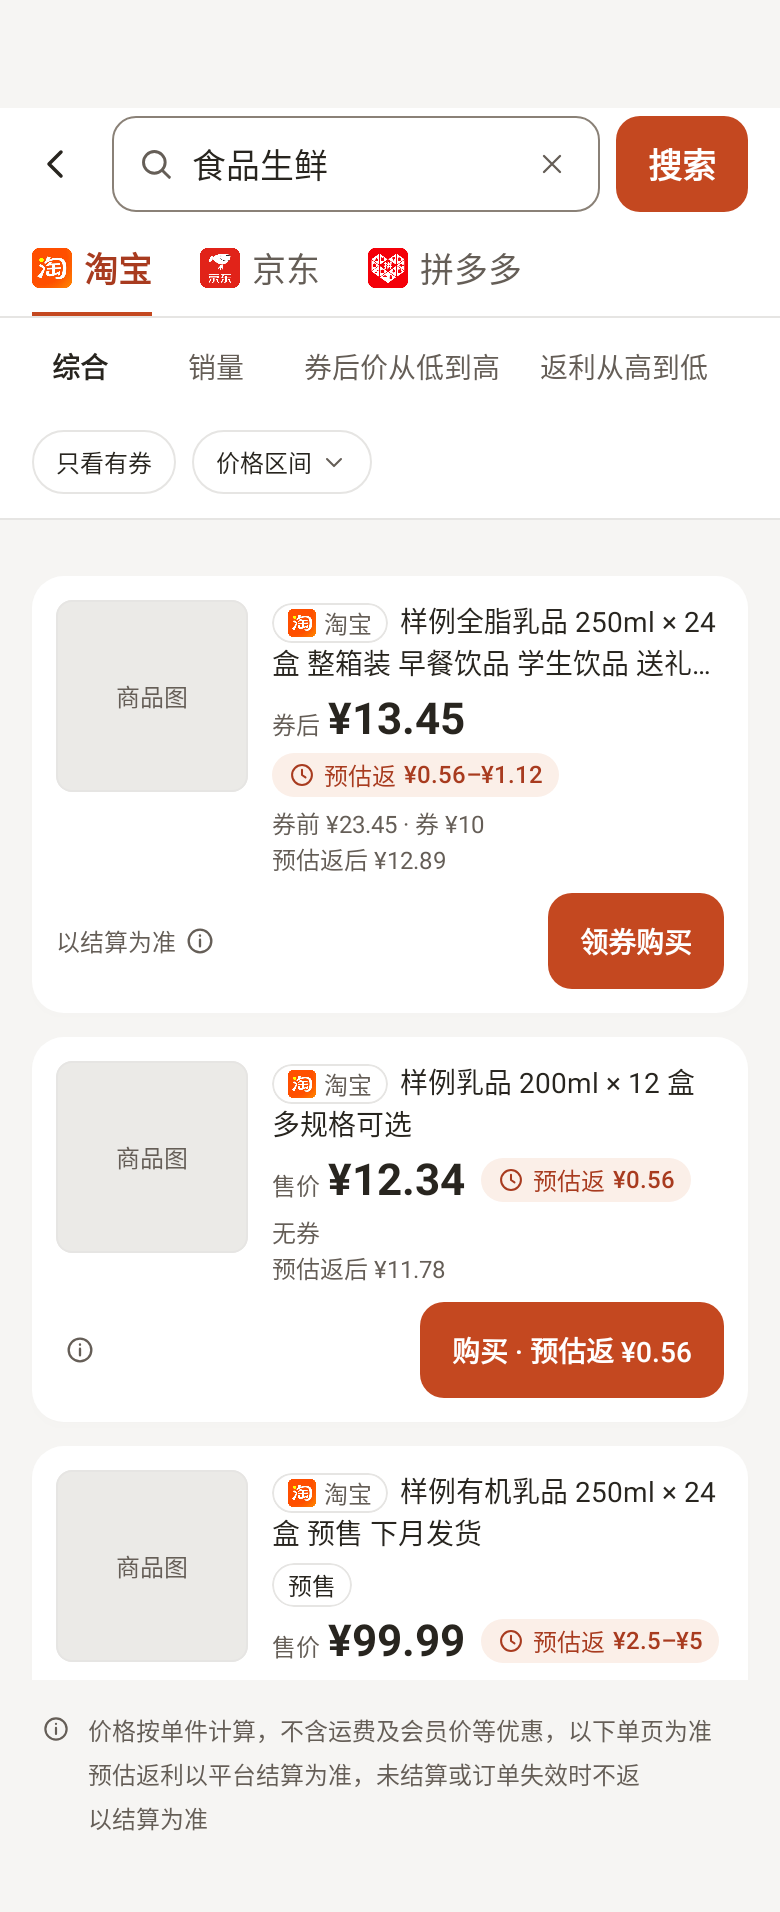 食品生鲜
搜索
淘 淘宝
京东 京东
拼多多
综合
销量
券后价从低到高
返利从高到低
只看有券
价格区间
商品图
淘 淘宝 样例全脂乳品 250ml × 24
盒 整箱装 早餐饮品 学生饮品 送礼...
券后 ¥13.45
预估返 ¥0.56–¥1.12
券前 ¥23.45 · 券 ¥10
预估返后 ¥12.89
以结算为准
领券购买
商品图
淘 淘宝 样例乳品 200ml × 12 盒
多规格可选
售价 ¥12.34 预估返 ¥0.56
无券
预估返后 ¥11.78
购买 · 预估返 ¥0.56
商品图
淘 淘宝 样例有机乳品 250ml × 24
盒 预售 下月发货
预售
售价 ¥99.99 预估返 ¥2.5–¥5
价格按单件计算，不含运费及会员价等优惠，以下单页为准
预估返利以平台结算为准，未结算或订单失效时不返
以结算为准